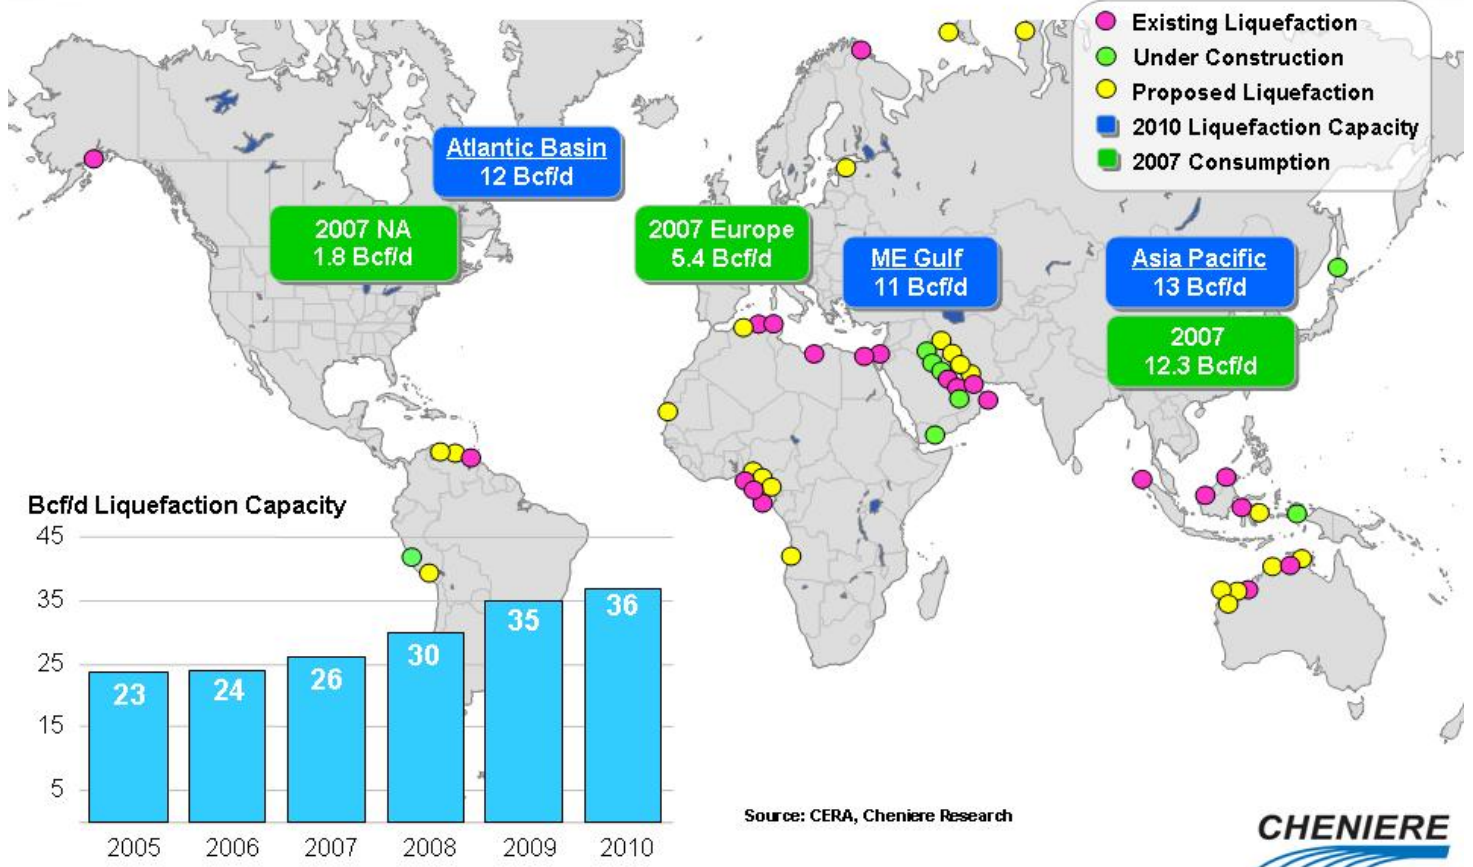 Existing Liquefaction
Under Construction
Proposed Liquefaction
2010 Liquefaction Capacity
2007 Consumption
Atlantic Basin
12 Bcf/d
2007 NA
1.8 Bcf/d
2007 Europe
5.4 Bcf/d
ME Gulf
11 Bcf/d
Asia Pacific
13 Bcf/d
2007
12.3 Bcf/d
Bcf/d Liquefaction Capacity
45
35
25
15
5
23
24
26
30
35
36
2005
2006
2007
2008
2009
2010
Source: CERA, Cheniere Research
CHENIERE